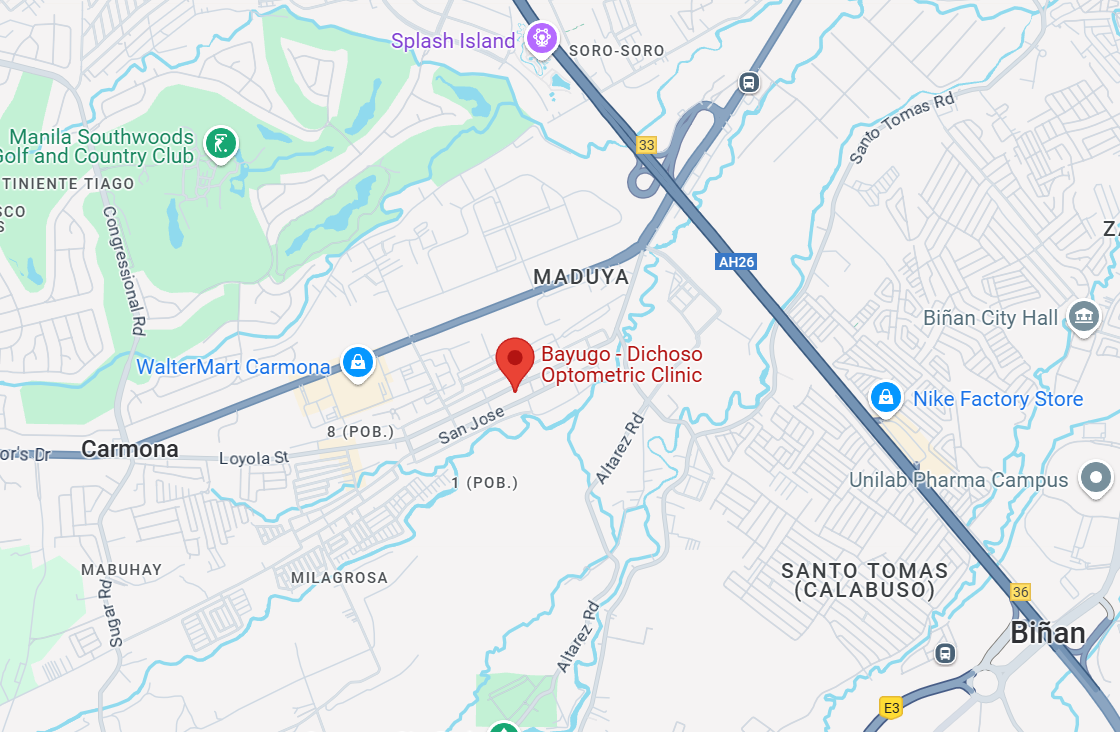 Splash Island
SORO-SORO
33
Santo Tomas Rd
Manila Southwoods
Golf and Country Club
TINIENTE TIAGO
SCO
S
Congressional Rd
ZA
AH26
MADUYA
Biñan City Hall
Bayugo - Dichoso
Optometric Clinic
WalterMart Carmona
Nike Factory Store
8 (POB.)
San Jose
Altarez Rd
or's Dr
Carmona
Loyola St
1 (POB.)
Unilab Pharma Campus
MABUHAY
MILAGROSA
SANTO TOMAS
(CALABUSO)
36
Sugar Rd
Altarez Rd
Biñan
E3